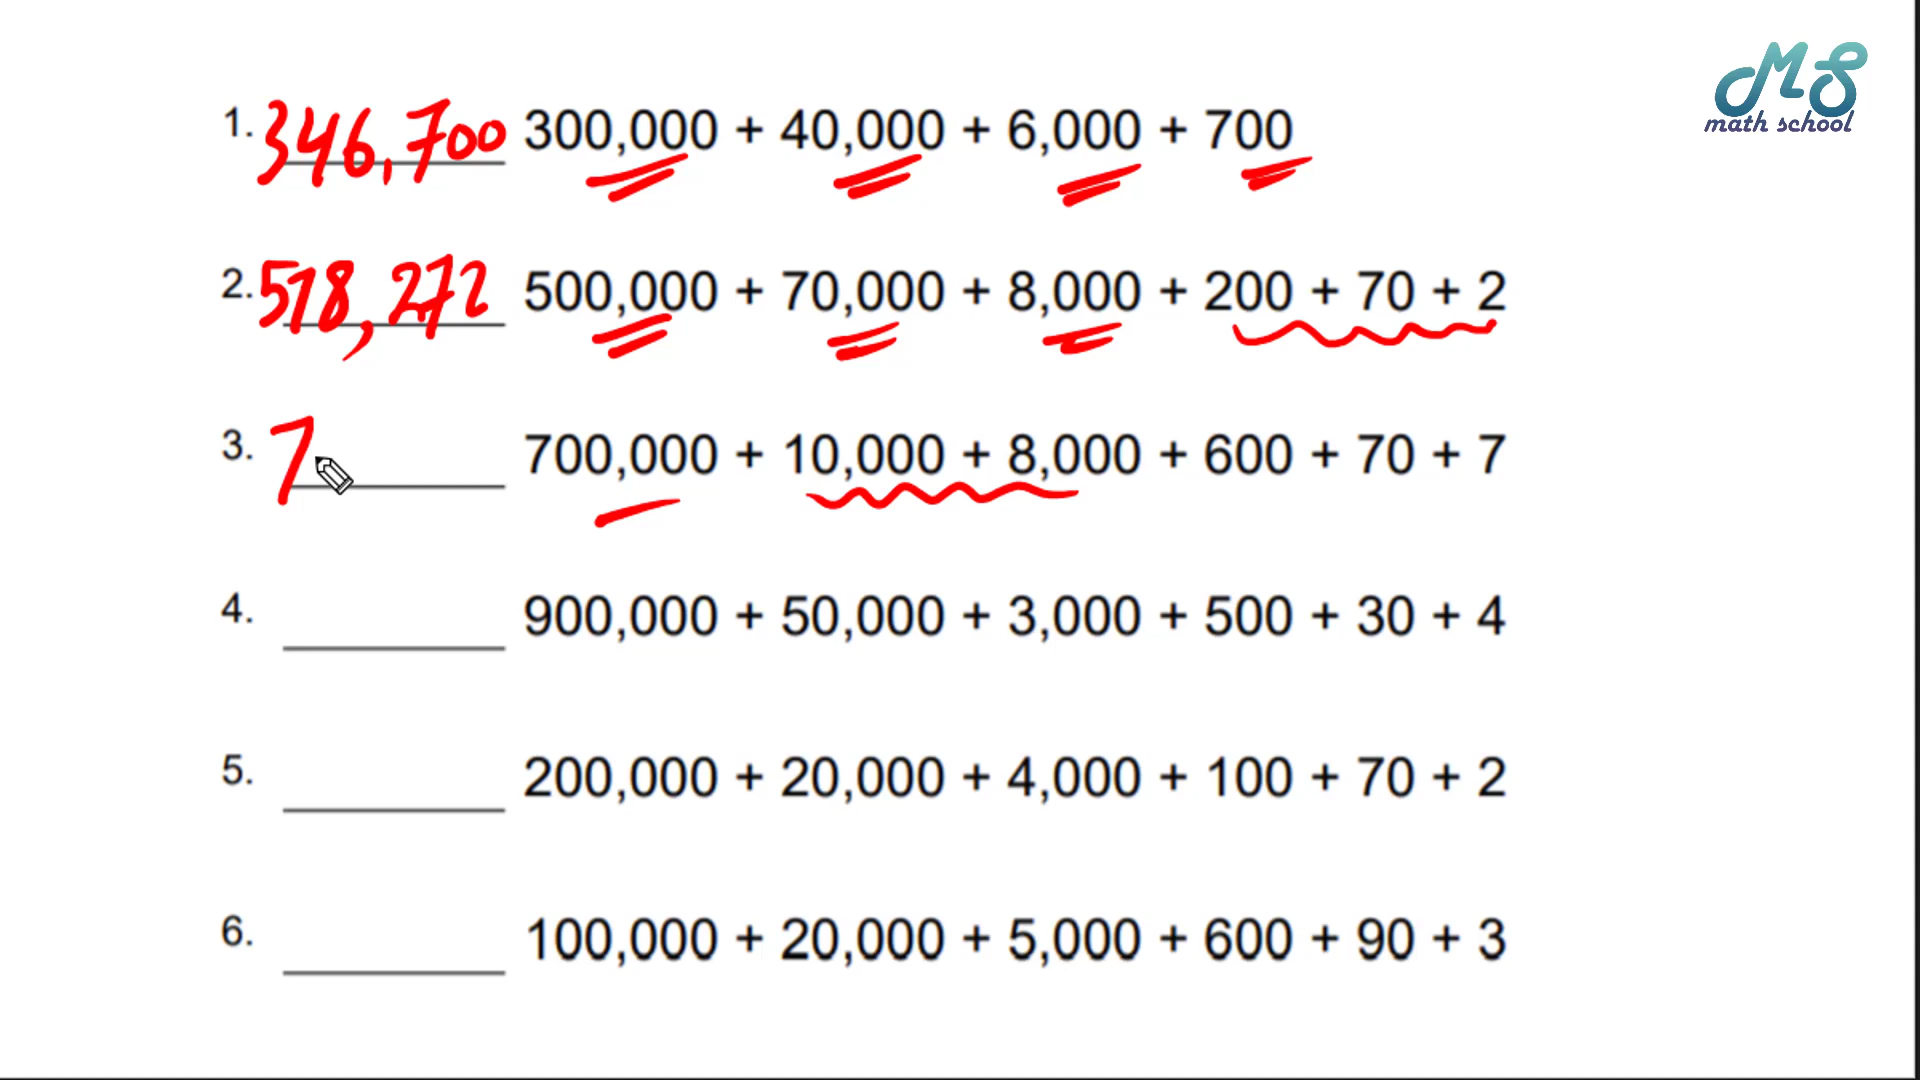 MS
math school
1. 346,700 300,000 + 40,000 + 6,000 + 700
2. 578,272 500,000 + 70,000 + 8,000 + 200 + 70 + 2
3. 7 700,000 + 10,000 + 8,000 + 600 + 70 + 7
4. 900,000 + 50,000 + 3,000 + 500 + 30 + 4
5. 200,000 + 20,000 + 4,000 + 100 + 70 + 2
6. 100,000 + 20,000 + 5,000 + 600 + 90 + 3